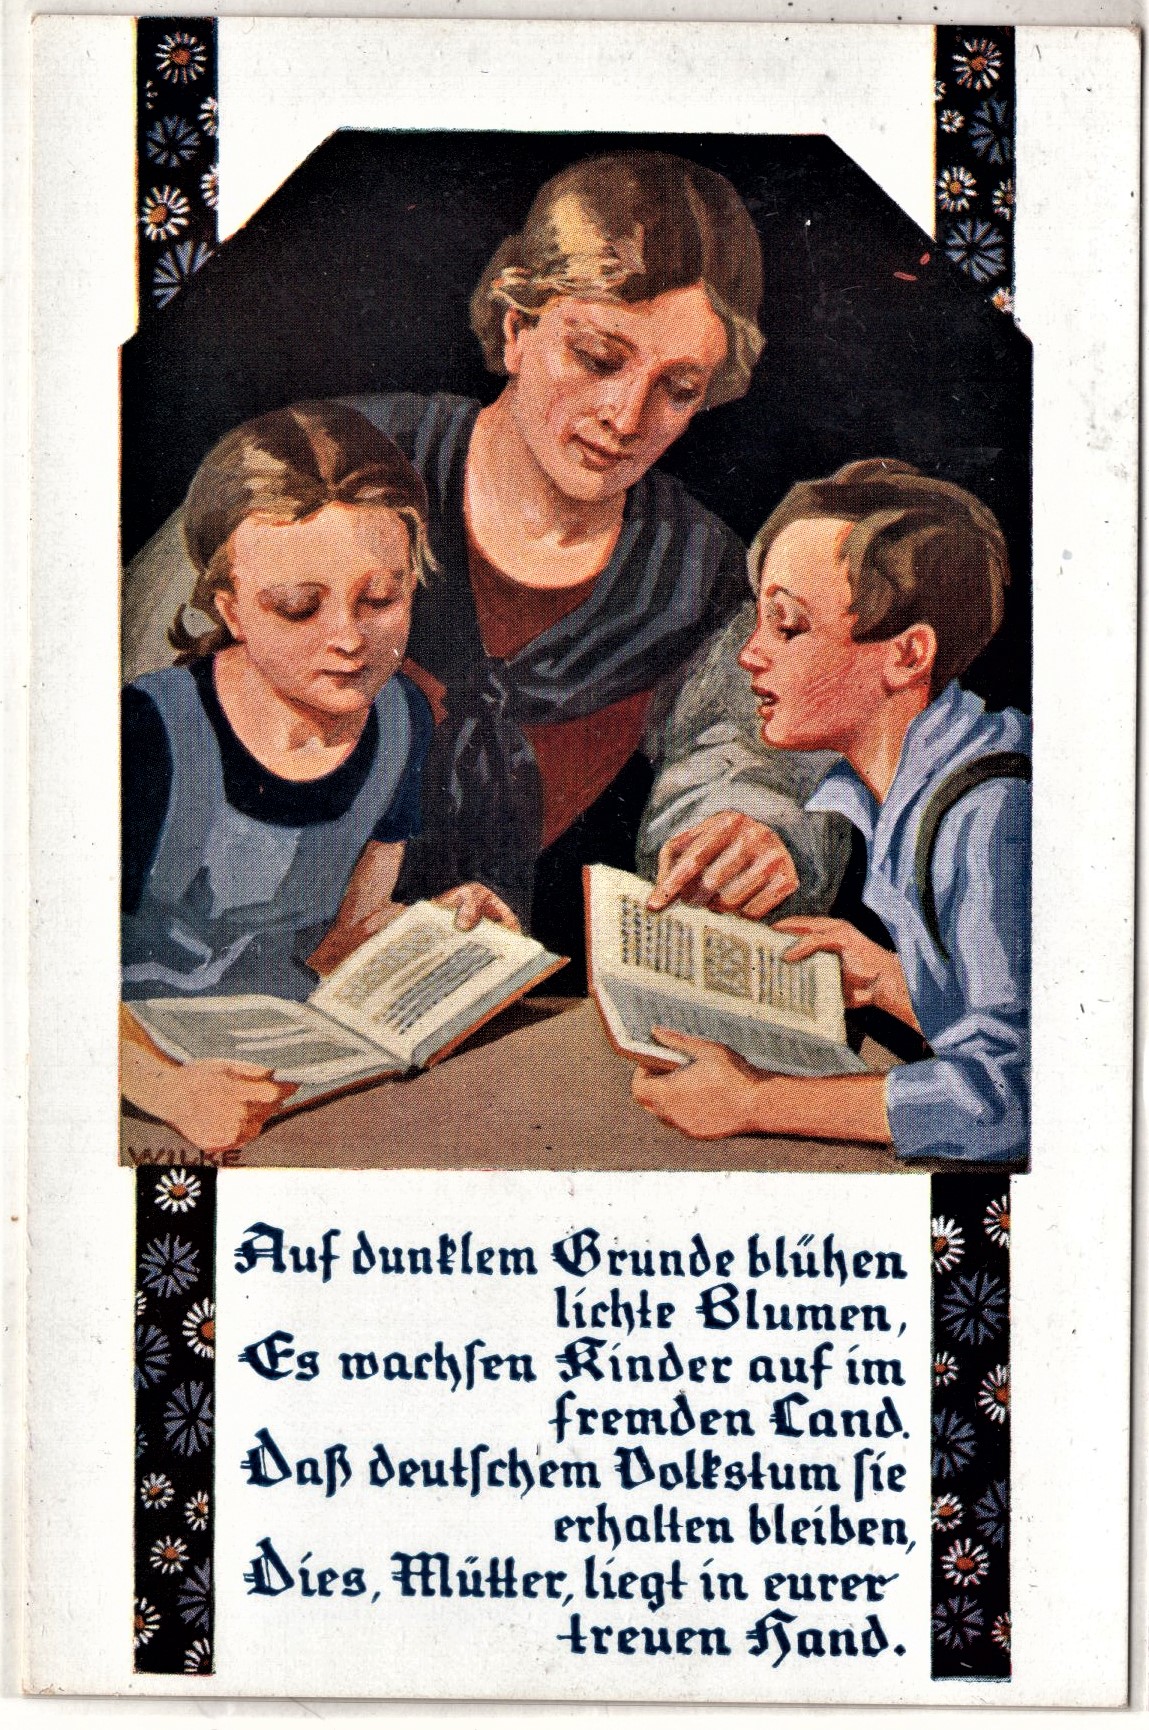 WILKE
Auf dunklem Grunde blühen
lichte Blumen,
Es wachſen Kinder auf im
fremden Land.
Daß deutſchem Volkstum ſie
erhalten bleiben,
Dies, Mütter, liegt in eurer
treuen Hand.